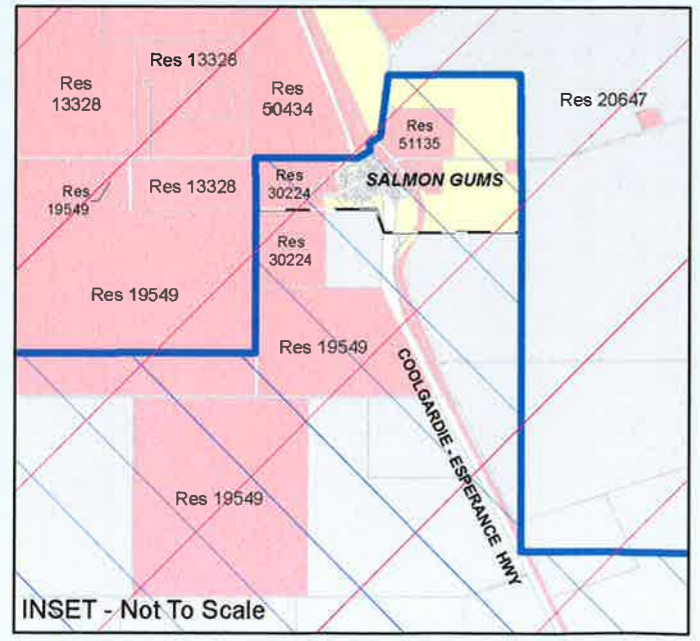 Res 13328
Res
13328
Res
50434
Res 20647
Res
51135
Res
30224
SALMON GUMS
Res
19549
Res 13328
Res
30224
Res 19549
Res 19549
COOLGARDIE - ESPERANCE HWY
Res 19549
INSET - Not To Scale